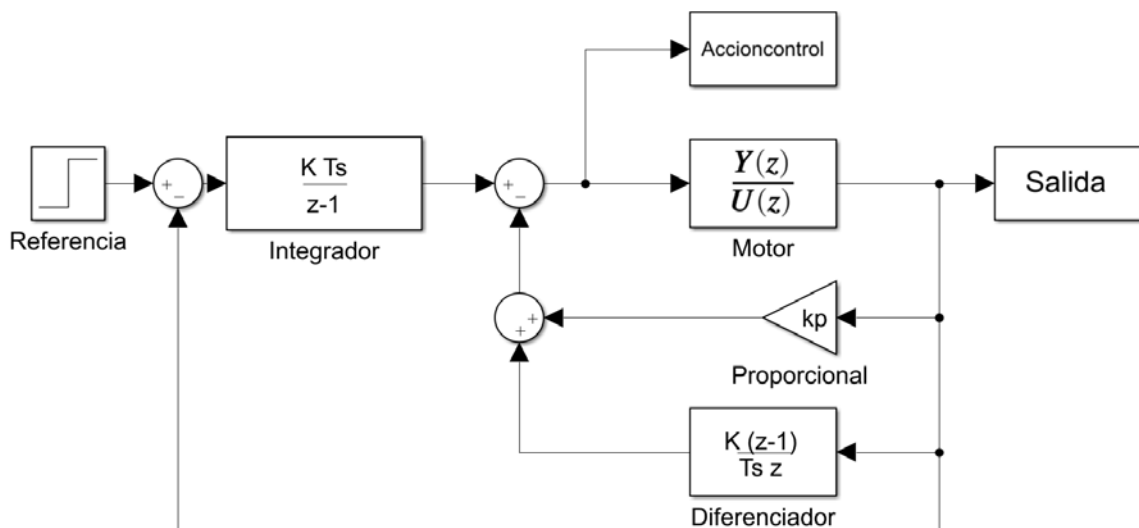 Accioncontrol
Referencia
+
−
K Ts
z-1
Integrador
+
−
Y(z)
U(z)
Motor
Salida
+
+
kp
Proporcional
K (z-1)
Ts z
Diferenciador